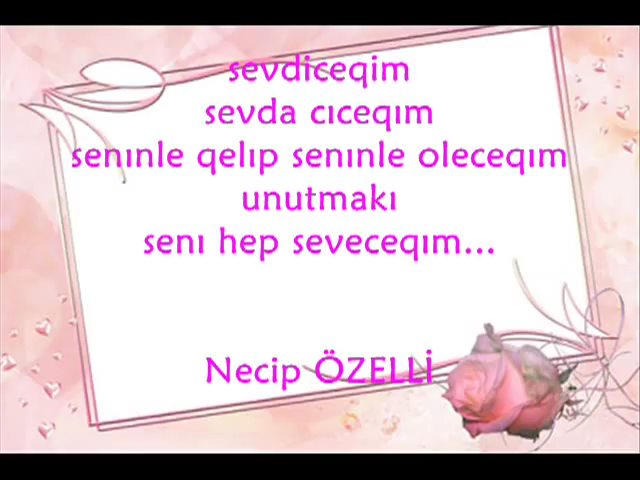 sevdiceqim
sevda cıceqım
senınle qelıp senınle oleceqım
unutmakı
senı hep seveceqım...
Necip ÖZELLİ